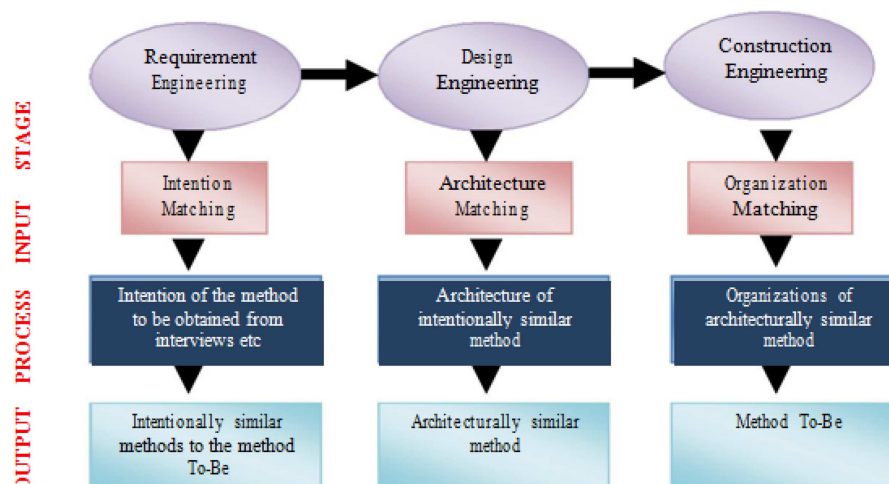 Requirement
Engineering
Design
Engineering
Construction
Engineering
STAGE
Intention
Matching
Architecture
Matching
Organization
Matching
INPUT
Intention of the method
to be obtained from
interviews etc
Architecture of
intentionally similar
method
Organizations of
architecturally similar
method
PROCESS
Intentionally similar
methods to the method
To-Be
Architecturally similar
method
Method To-Be
OUTPUT